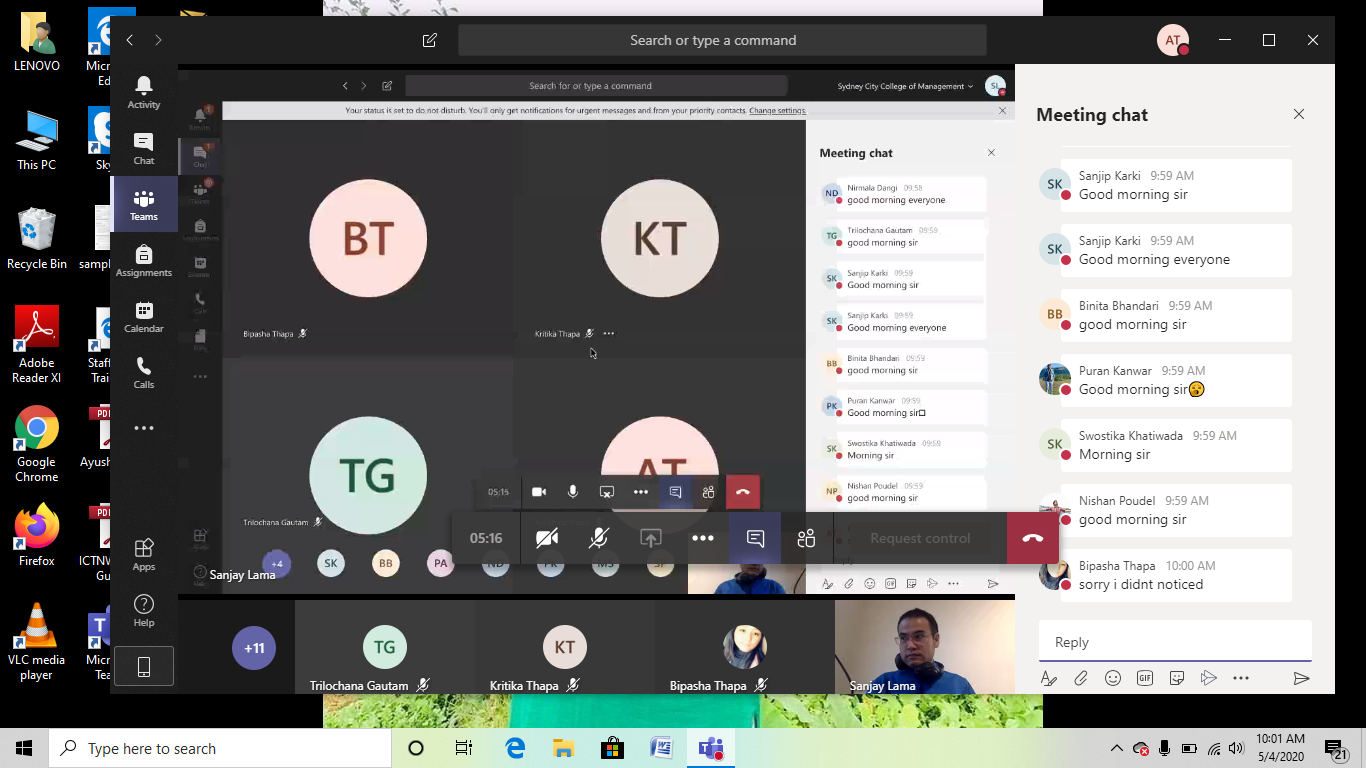 LENOVO
Micr
Ed
This PC
Sky
Recycle Bin
sampl
Adobe
Reader XI
Staff
Trai
Google
Chrome
PDF
Ayush
Firefox
PDF
ICTNW
Gu
VLC media
player
Micr
Tea
Search or type a command
AT
Activity
Chat
Teams
Assignments
Calendar
Calls
Apps
Help
Search for or type a command
Sydney City College of Management
SL
Your status is set to do not disturb. You'll only get notifications for urgent messages and from your priority contacts. Change settings.
BT
Bipasha Thapa
KT
Kritika Thapa
TG
Trilochana Gautam
AT
05:15
05:16
Request control
+4
SK
BB
PA
ND
PK
MS
SP
Sanjay Lama
Meeting chat
ND
Nirmala Dangi 09:58
good morning everyone
TG
Trilochana Gautam 09:59
good morning sir
SK
Sanjip Karki 09:59
Good morning sir
SK
Sanjip Karki 09:59
Good morning everyone
BB
Binita Bhandari 09:59
good morning sir
PK
Puran Kanwar 09:59
Good morning sir
SK
Swostika Khatiwada 09:59
Morning sir
NP
Nishan Poudel 09:59
good morning sir
+11
TG
Trilochana Gautam
KT
Kritika Thapa
Bipasha Thapa
Sanjay Lama
Meeting chat
SK
Sanjip Karki 9:59 AM
Good morning sir
SK
Sanjip Karki 9:59 AM
Good morning everyone
BB
Binita Bhandari 9:59 AM
good morning sir
Puran Kanwar 9:59 AM
Good morning sir😵
SK
Swostika Khatiwada 9:59 AM
Morning sir
Nishan Poudel 9:59 AM
good morning sir
Bipasha Thapa 10:00 AM
sorry i didnt noticed
Reply
GIF
Type here to search
10:01 AM
5/4/2020
21